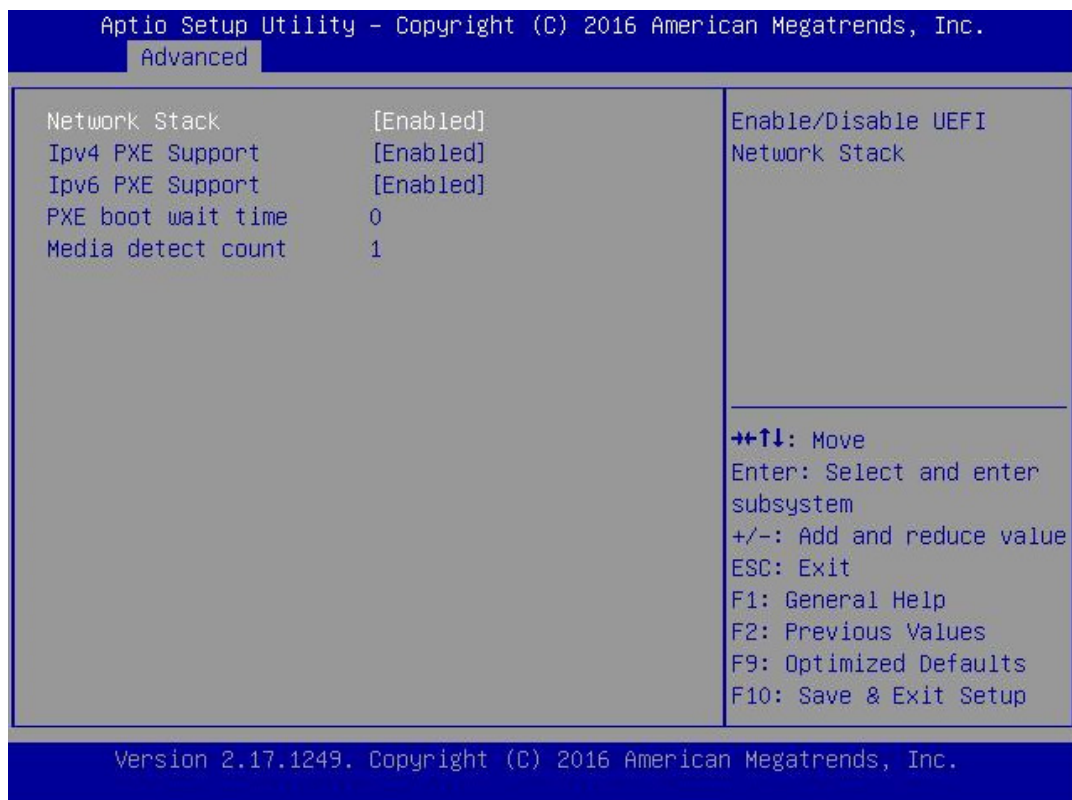 Aptio Setup Utility – Copyright (C) 2016 American Megatrends, Inc.
Advanced
Network Stack [Enabled]
Ipv4 PXE Support [Enabled]
Ipv6 PXE Support [Enabled]
PXE boot wait time 0
Media detect count 1
Enable/Disable UEFI
Network Stack
→←↑↓: Move
Enter: Select and enter
subsystem
+/-: Add and reduce value
ESC: Exit
F1: General Help
F2: Previous Values
F9: Optimized Defaults
F10: Save & Exit Setup
Version 2.17.1249. Copyright (C) 2016 American Megatrends, Inc.